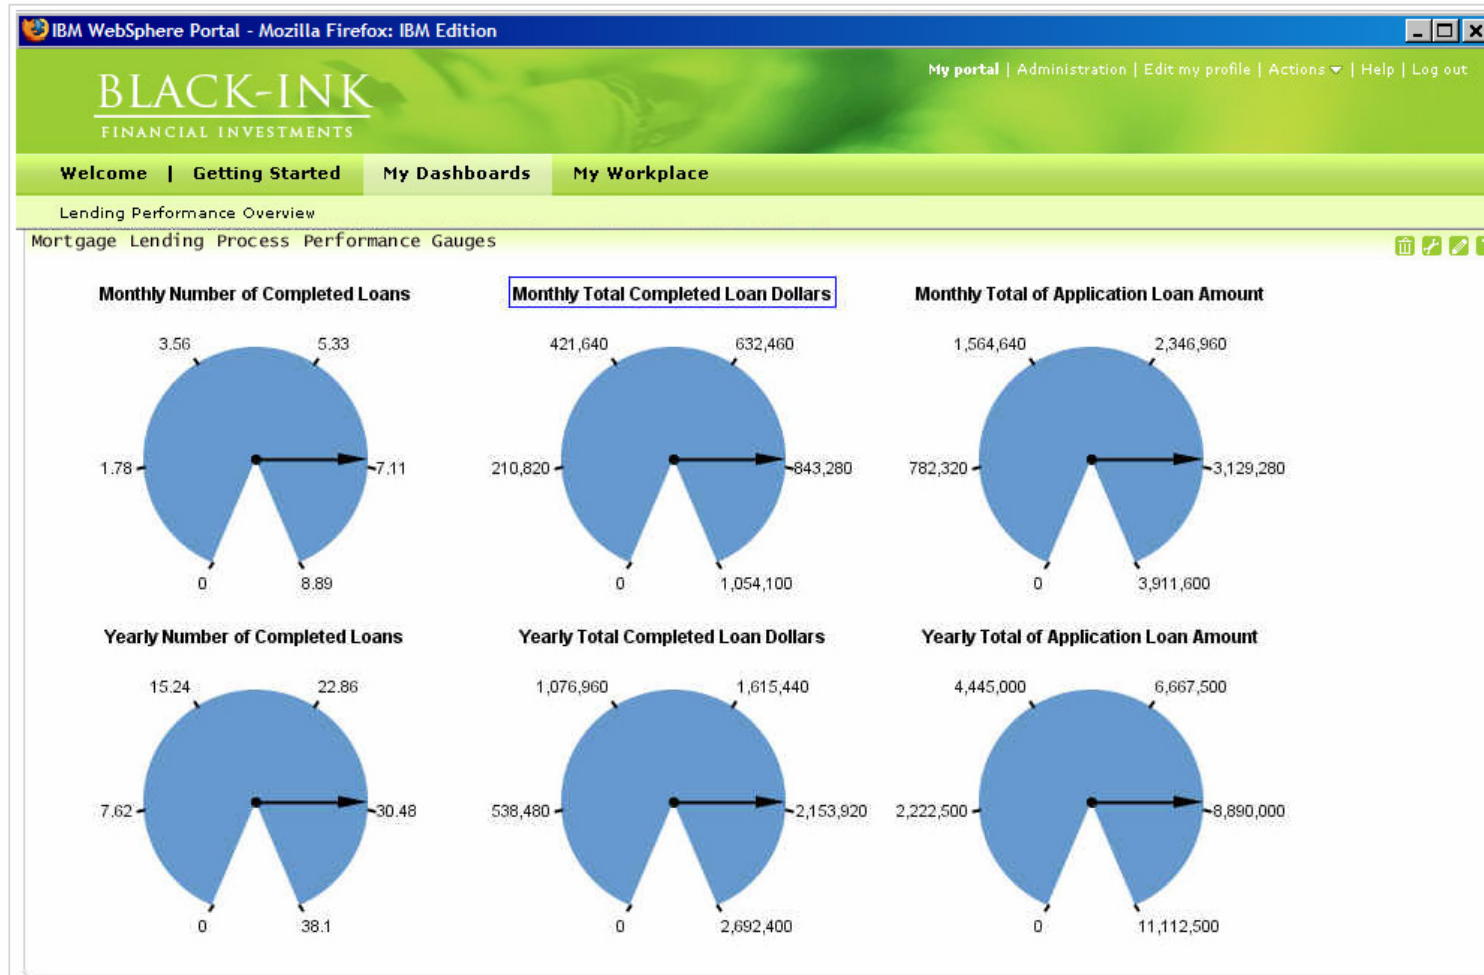 IBM WebSphere Portal - Mozilla Firefox: IBM Edition
BLACK-INK
FINANCIAL INVESTMENTS
My portal | Administration | Edit my profile | Actions | Help | Log out
Welcome | Getting Started My Dashboards My Workplace
Lending Performance Overview
Mortgage Lending Process Performance Gauges
Monthly Number of Completed Loans
3.56 5.33
1.78 7.11
0 8.89
Monthly Total Completed Loan Dollars
421,640 632,460
210,820 843,280
0 1,054,100
Monthly Total of Application Loan Amount
1,564,640 2,346,960
782,320 3,129,280
0 3,911,600
Yearly Number of Completed Loans
15.24 22.86
7.62 30.48
0 38.1
Yearly Total Completed Loan Dollars
1,076,960 1,615,440
538,480 2,153,920
0 2,692,400
Yearly Total of Application Loan Amount
4,445,000 6,667,500
2,222,500 8,890,000
0 11,112,500